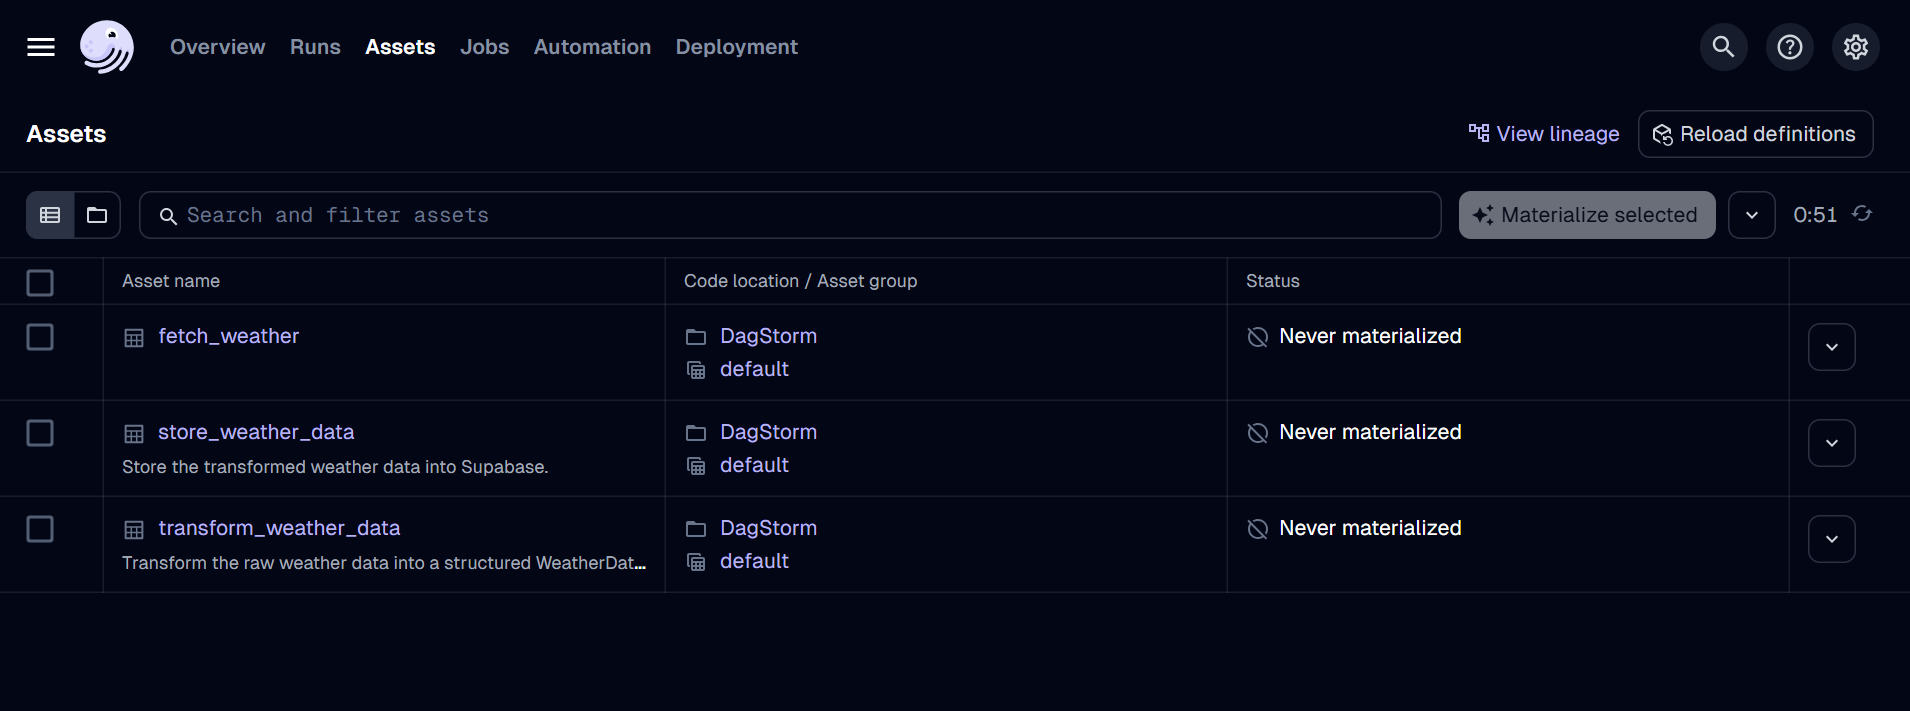 Overview Runs Assets Jobs Automation Deployment
Assets
View lineage Reload definitions
Search and filter assets Materialize selected 0:51
Asset name Code location / Asset group Status
fetch_weather DagStorm Never materialized
default
store_weather_data DagStorm Never materialized
Store the transformed weather data into Supabase. default
transform_weather_data DagStorm Never materialized
Transform the raw weather data into a structured WeatherDat... default